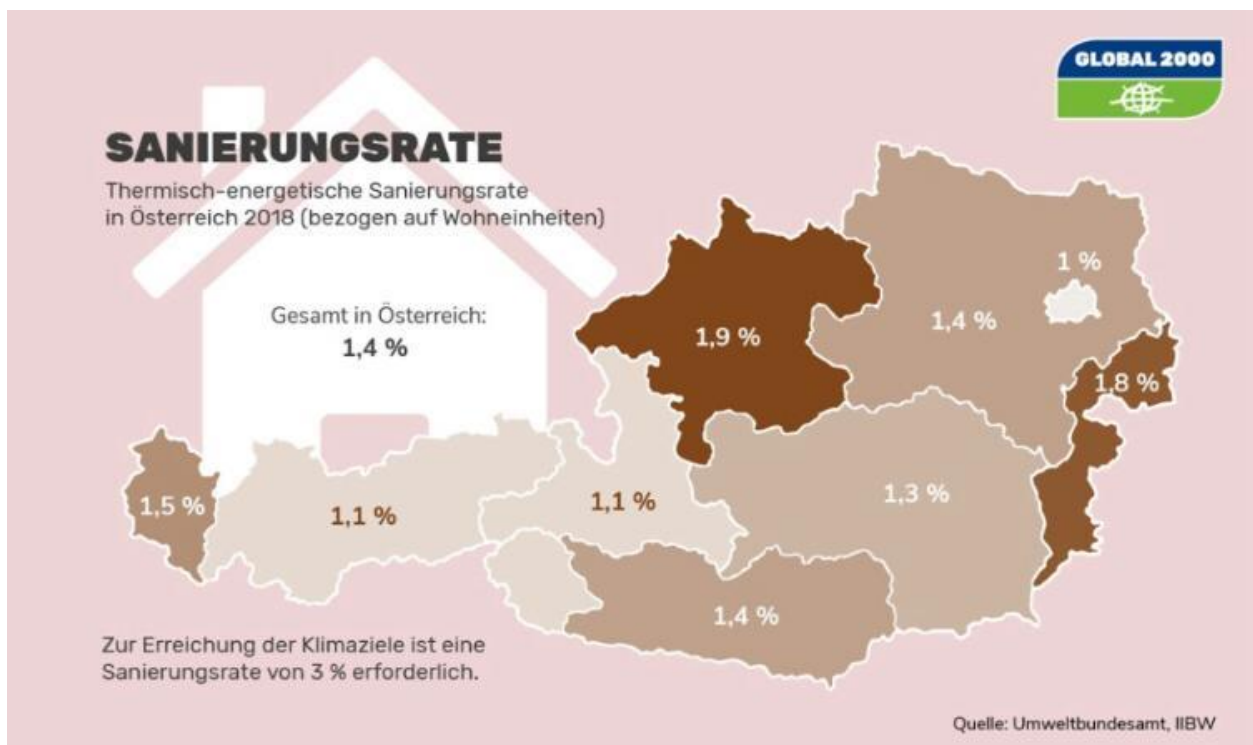 GLOBAL 2000
SANIERUNGSRATE
Thermisch-energetische Sanierungsrate
in Österreich 2018 (bezogen auf Wohneinheiten)
Gesamt in Österreich:
1,4 %
1 %
1,4 %
1,9 %
1,8 %
1,5 %
1,1 %
1,1 %
1,3 %
1,4 %
Zur Erreichung der Klimaziele ist eine
Sanierungsrate von 3 % erforderlich.
Quelle: Umweltbundesamt, IIBW